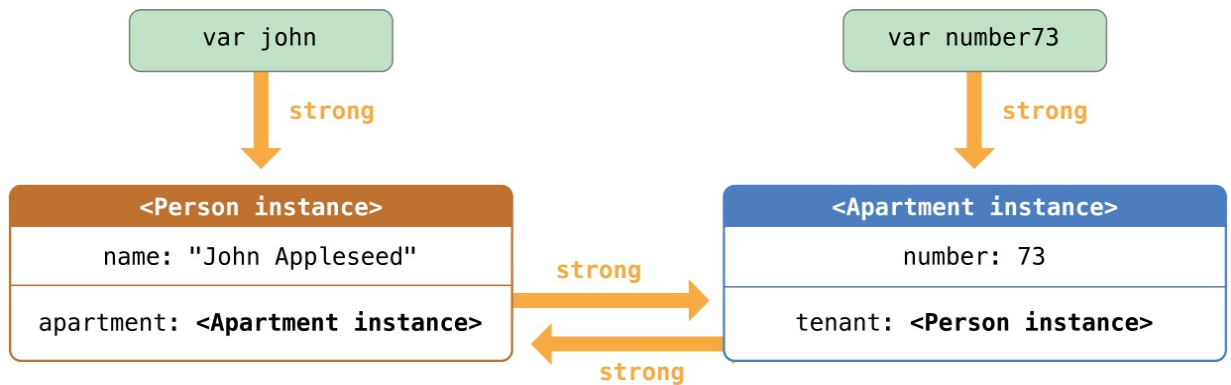 var john
var number73
strong
strong
<Person instance>
<Apartment instance>
name: "John Appleseed"
number: 73
strong
apartment: <Apartment instance>
tenant: <Person instance>
strong